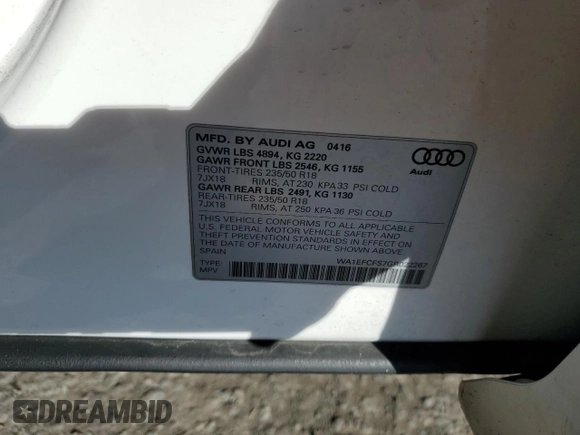 MFD. BY AUDI AG 0416
GVWR LBS 4894, KG 2220
GAWR FRONT LBS 2546, KG 1155
FRONT-TIRES 235/50 R18
7JX18 RIMS, AT 230 KPA 33 PSI COLD
GAWR REAR LBS 2491, KG 1130
REAR-TIRES 235/50 R18
7JX18 RIMS, AT 250 KPA 36 PSI COLD
THIS VEHICLE CONFORMS TO ALL APPLICABLE
U.S. FEDERAL MOTOR VEHICLE SAFETY AND
THEFT PREVENTION STANDARDS IN EFFECT ON
THE DATE OF MANUFACTURE SHOWN ABOVE.
SPAIN
TYPE:
MPV
Audi
DREAMBID